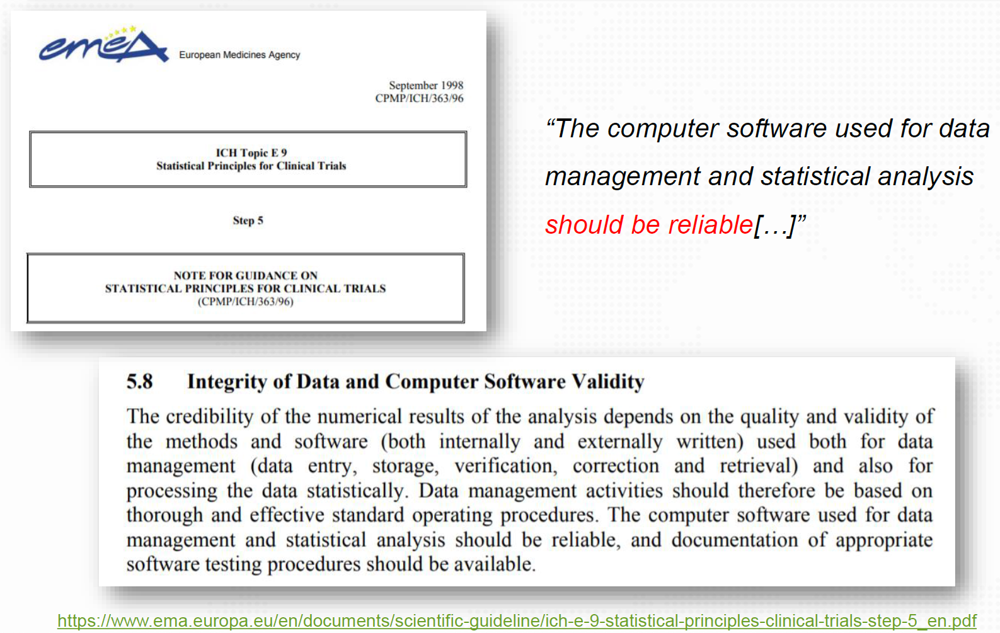 emeA
European Medicines Agency
September 1998
CPMP/ICH/363/96
ICH Topic E 9
Statistical Principles for Clinical Trials
Step 5
NOTE FOR GUIDANCE ON
STATISTICAL PRINCIPLES FOR CLINICAL TRIALS
(CPMP/ICH/363/96)
“The computer software used for data
management and statistical analysis
should be reliable[…]”
5.8 Integrity of Data and Computer Software Validity
The credibility of the numerical results of the analysis depends on the quality and validity of
the methods and software (both internally and externally written) used both for data
management (data entry, storage, verification, correction and retrieval) and also for
processing the data statistically. Data management activities should therefore be based on
thorough and effective standard operating procedures. The computer software used for data
management and statistical analysis should be reliable, and documentation of appropriate
software testing procedures should be available.
https://www.ema.europa.eu/en/documents/scientific-guideline/ich-e-9-statistical-principles-clinical-trials-step-5_en.pdf